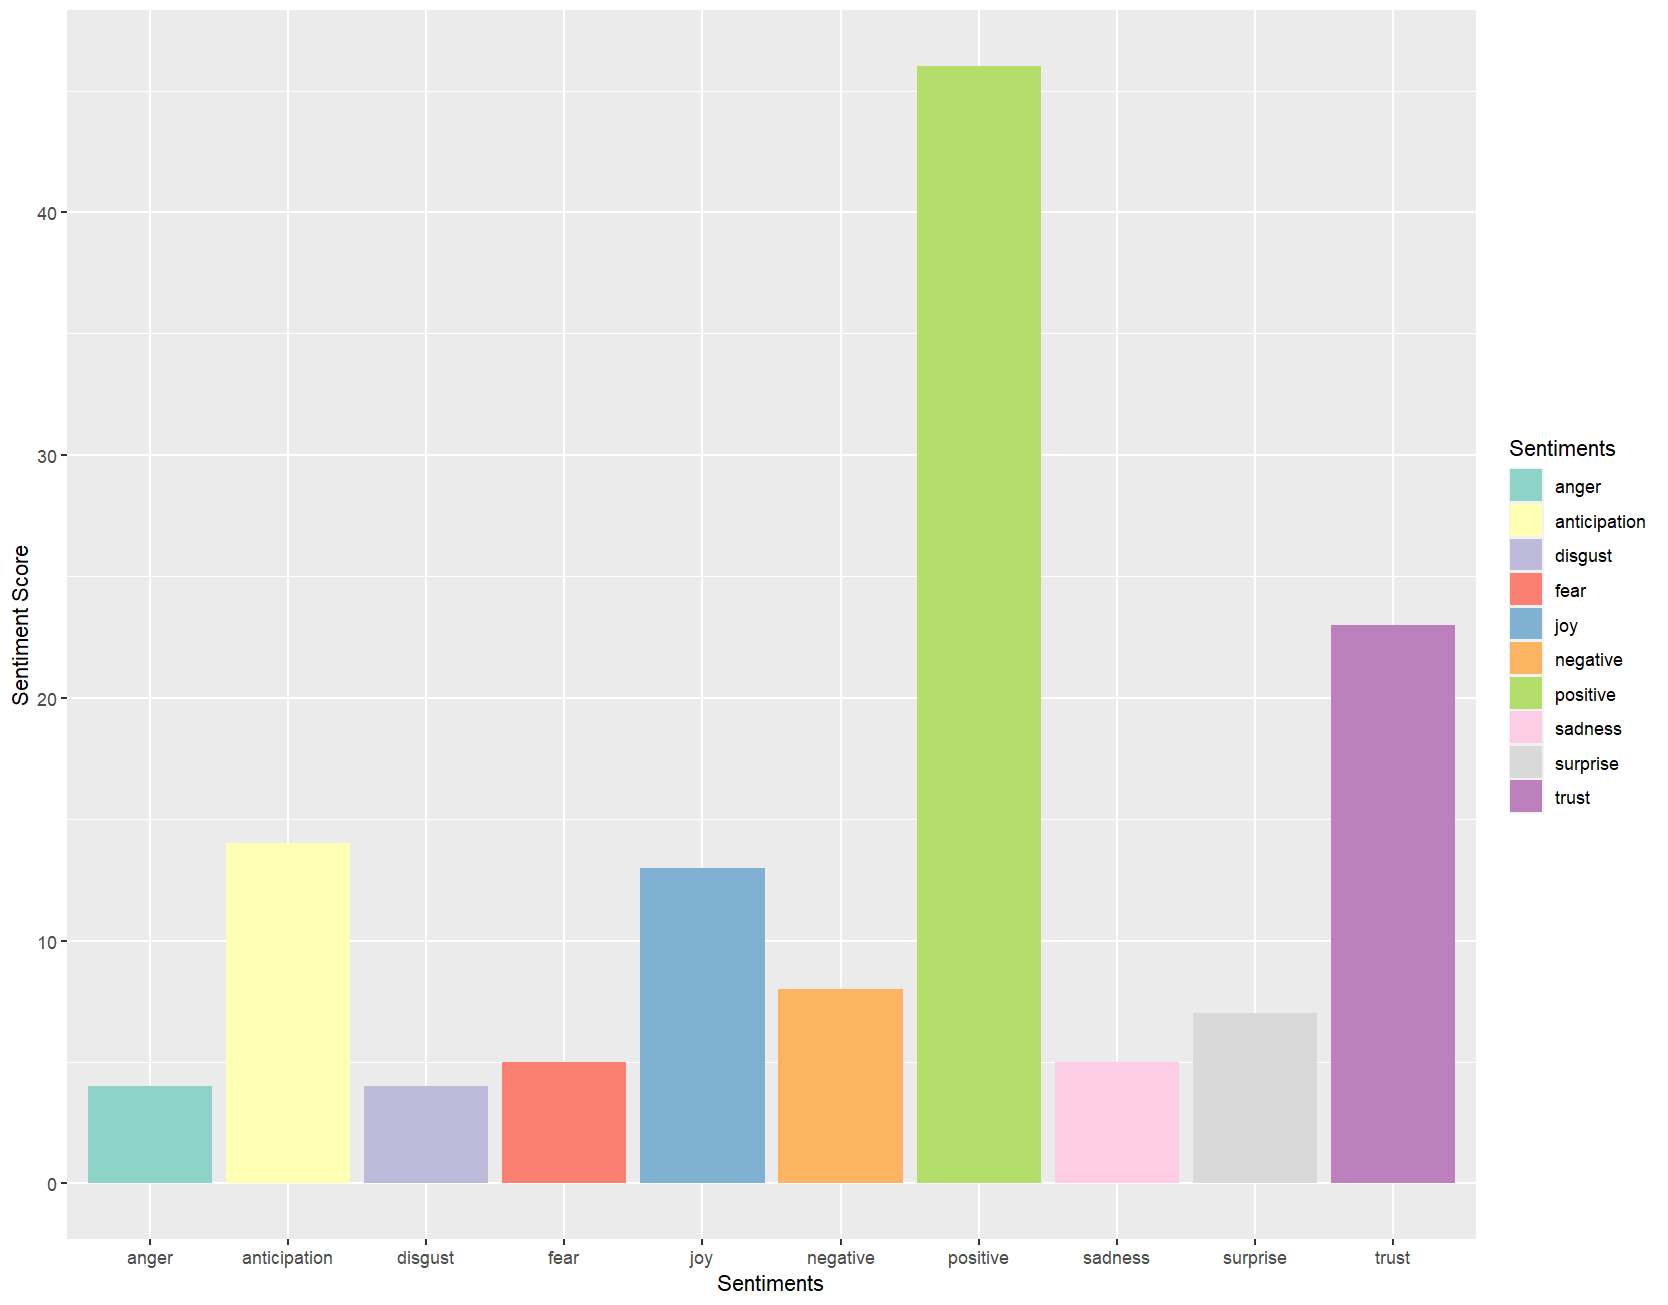 40
30
20
10
0
Sentiment Score
anger anticipation disgust fear joy negative positive sadness surprise trust
Sentiments
Sentiments
anger
anticipation
disgust
fear
joy
negative
positive
sadness
surprise
trust